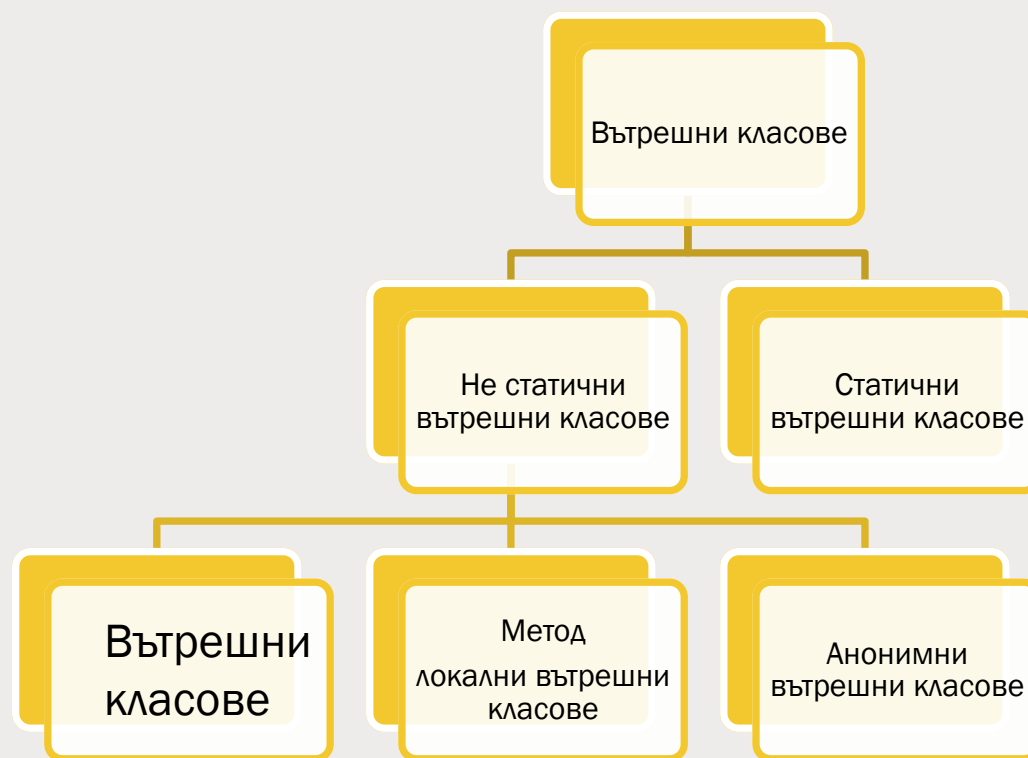 Вътрешни класове
Не статични
вътрешни класове
Статични
вътрешни класове
Вътрешни
класове
Метод
локални вътрешни
класове
Анонимни
вътрешни класове